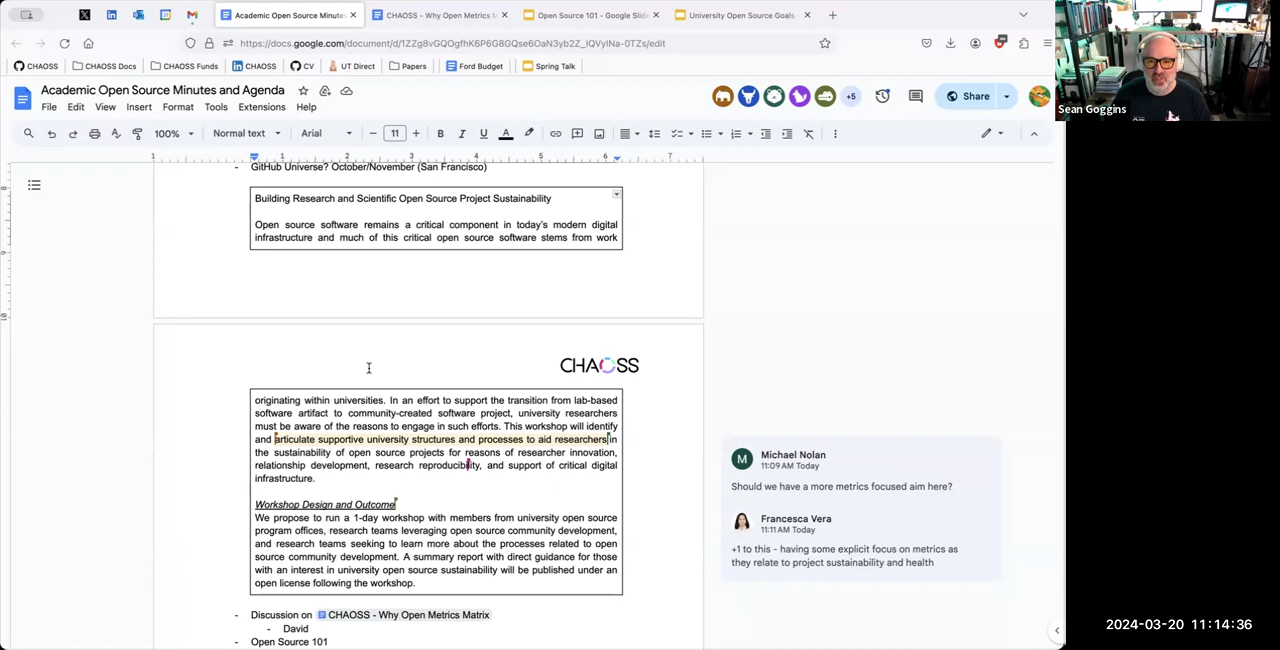 Academic Open Source Minutes
CHAOSS - Why Open Metrics M
Open Source 101 - Google Slide
University Open Source Goals
https://docs.google.com/document/d/1ZZg8vGQOgfhK6P6G8GQse6OaN3yb2Z_lQVylNa-0TZs/edit
CHAOSS
CHAOSS Docs
CHAOSS Funds
CHAOSS
CV
UT Direct
Papers
Ford Budget
Spring Talk
Academic Open Source Minutes and Agenda
File Edit View Insert Format Tools Extensions Help
+5
Share
Sean Goggins
100%
Normal text
Arial
11
1 1 2 3 4 5 6 7
- GitHub Universe? October/November (San Francisco)
Building Research and Scientific Open Source Project Sustainability
Open source software remains a critical component in today's modern digital
infrastructure and much of this critical open source software stems from work
8
9
10
CHAOSS
originating within universities. In an effort to support the transition from lab-based
software artifact to community-created software project, university researchers
must be aware of the reasons to engage in such efforts. This workshop will identify
and articulate supportive university structures and processes to aid researchers in
the sustainability of open source projects for reasons of researcher innovation,
relationship development, research reproducibility, and support of critical digital
infrastructure.
Workshop Design and Outcome
We propose to run a 1-day workshop with members from university open source
program offices, research teams leveraging open source community development,
and research teams seeking to learn more about the processes related to open
source community development. A summary report with direct guidance for those
with an interest in university open source sustainability will be published under an
open license following the workshop.
- Discussion on CHAOSS - Why Open Metrics Matrix
- David
- Open Source 101
M
Michael Nolan
11:09 AM Today
Should we have a more metrics focused aim here?
Francesca Vera
11:11 AM Today
+1 to this - having some explicit focus on metrics as
they relate to project sustainability and health
2024-03-20 11:14:36